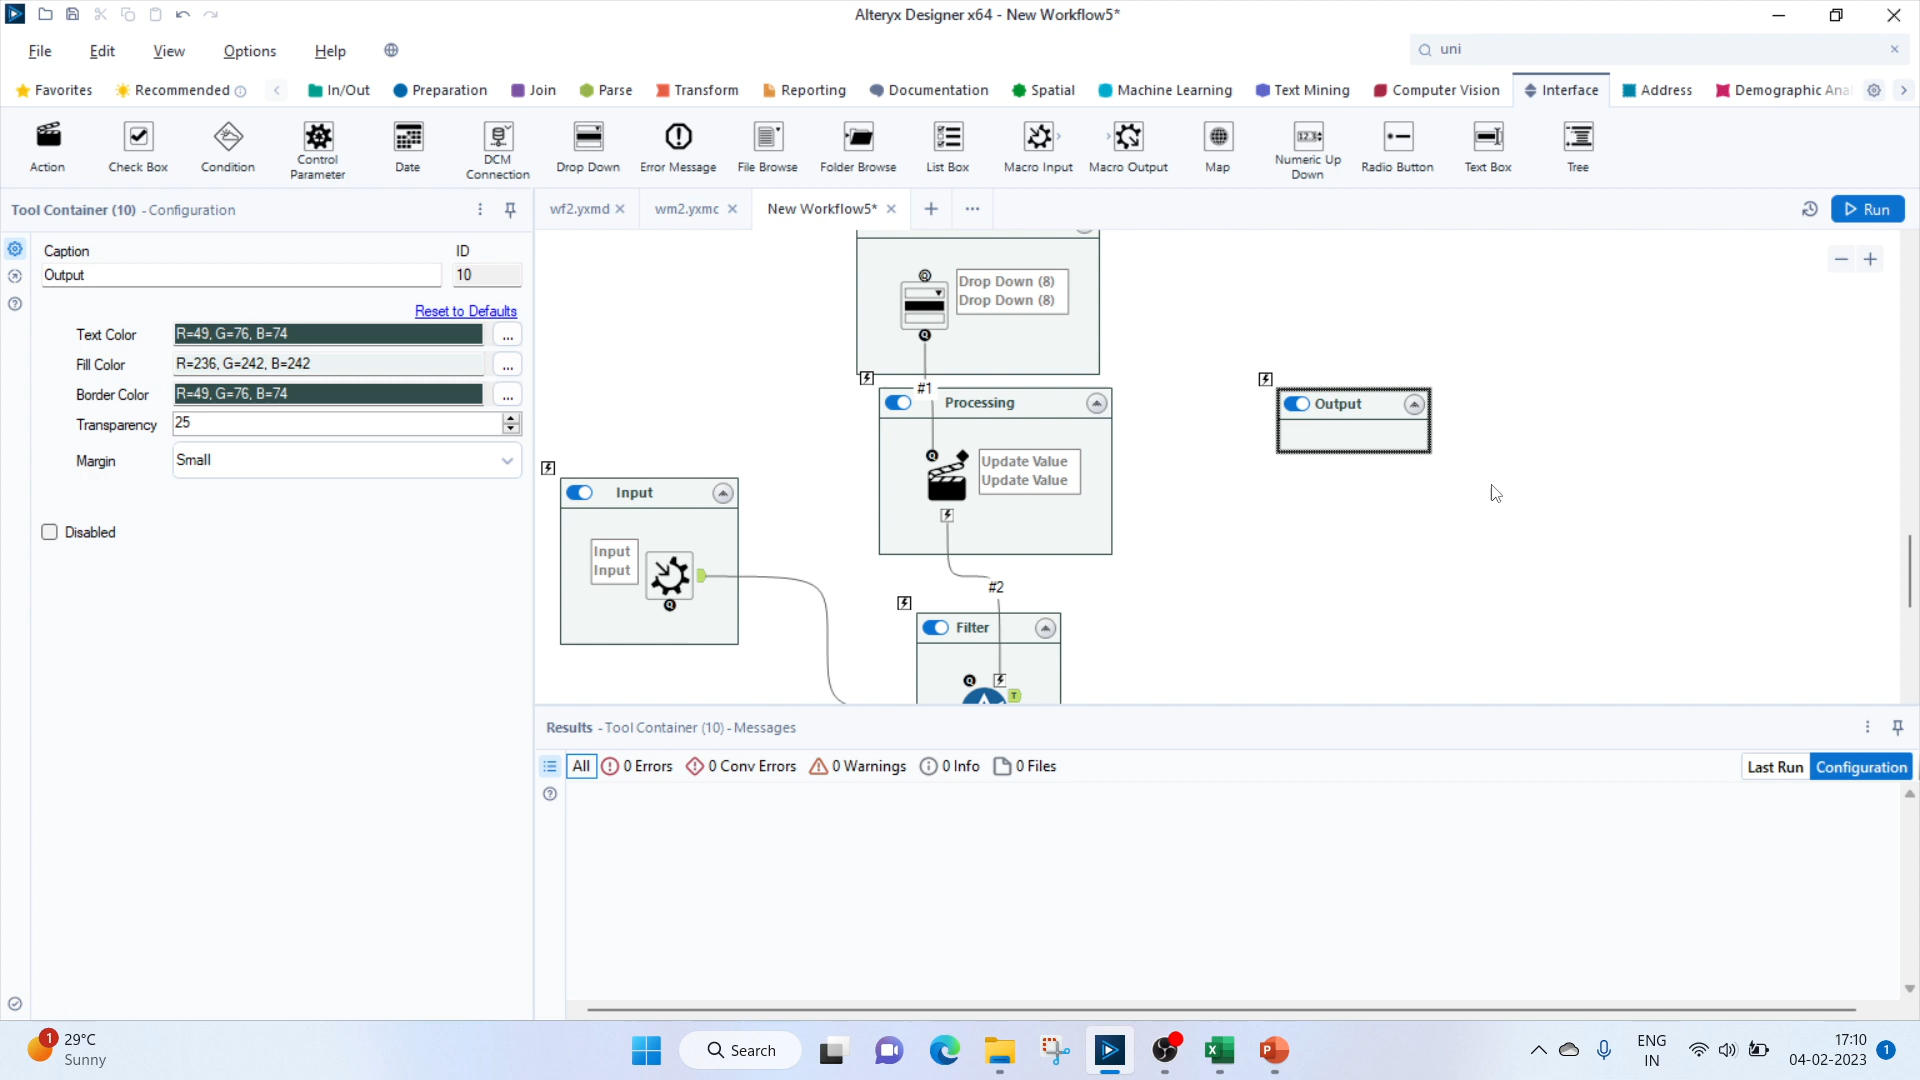 Alteryx Designer x64 - New Workflow5*
File Edit View Options Help
uni
Favorites Recommended In/Out Preparation Join Parse Transform Reporting Documentation Spatial Machine Learning Text Mining Computer Vision Interface Address Demographic Ana
Action Check Box Condition Control Parameter Date DCM Connection Drop Down Error Message File Browse Folder Browse List Box Macro Input Macro Output Map Numeric Up Down Radio Button Text Box Tree
Tool Container (10) - Configuration
wf2.yxmd wm2.yxmc New Workflow5*
Run
Caption ID
Output 10
Reset to Defaults
Text Color R=49, G=76, B=74 ...
Fill Color R=236, G=242, B=242 ...
Border Color R=49, G=76, B=74 ...
Transparency 25
Margin Small
Disabled
Drop Down (8)
Drop Down (8)
#1
Processing
Update Value
Update Value
#2
Input
Input
Input
Filter
T
Output
Results - Tool Container (10) - Messages
All 0 Errors 0 Conv Errors 0 Warnings 0 Info 0 Files
Last Run Configuration
1
29°C
Sunny
Search
ENG
IN
17:10
04-02-2023
1